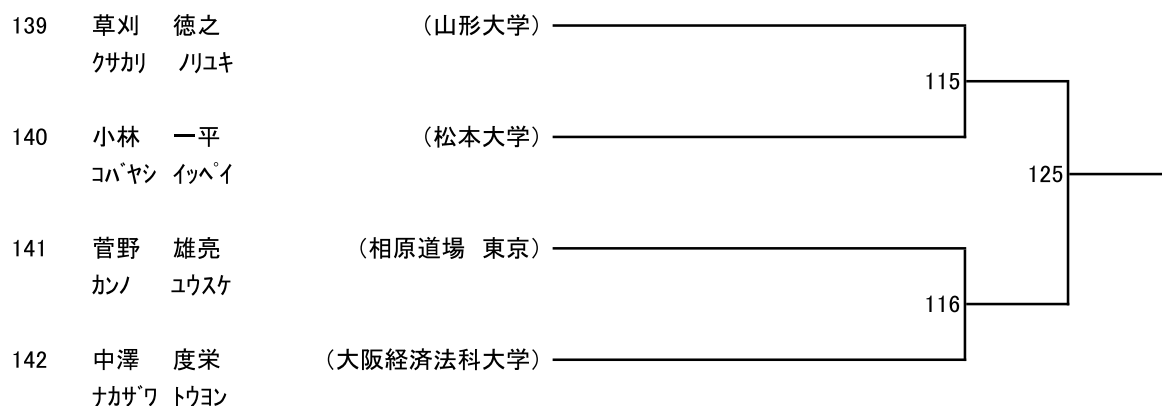 139 草刈 徳之 （山形大学）
ｸｻｶﾘ ﾉﾘﾕｷ
115
140 小林 一平 （松本大学）
ｺﾊﾞﾔｼ ｲｯﾍﾟｲ
125
141 菅野 雄亮 （相原道場 東京）
ｶﾝﾉ ﾕｳｽｹ
116
142 中澤 度栄 （大阪経済法科大学）
ﾅｶｻﾞﾜ ﾄｳﾖﾝ